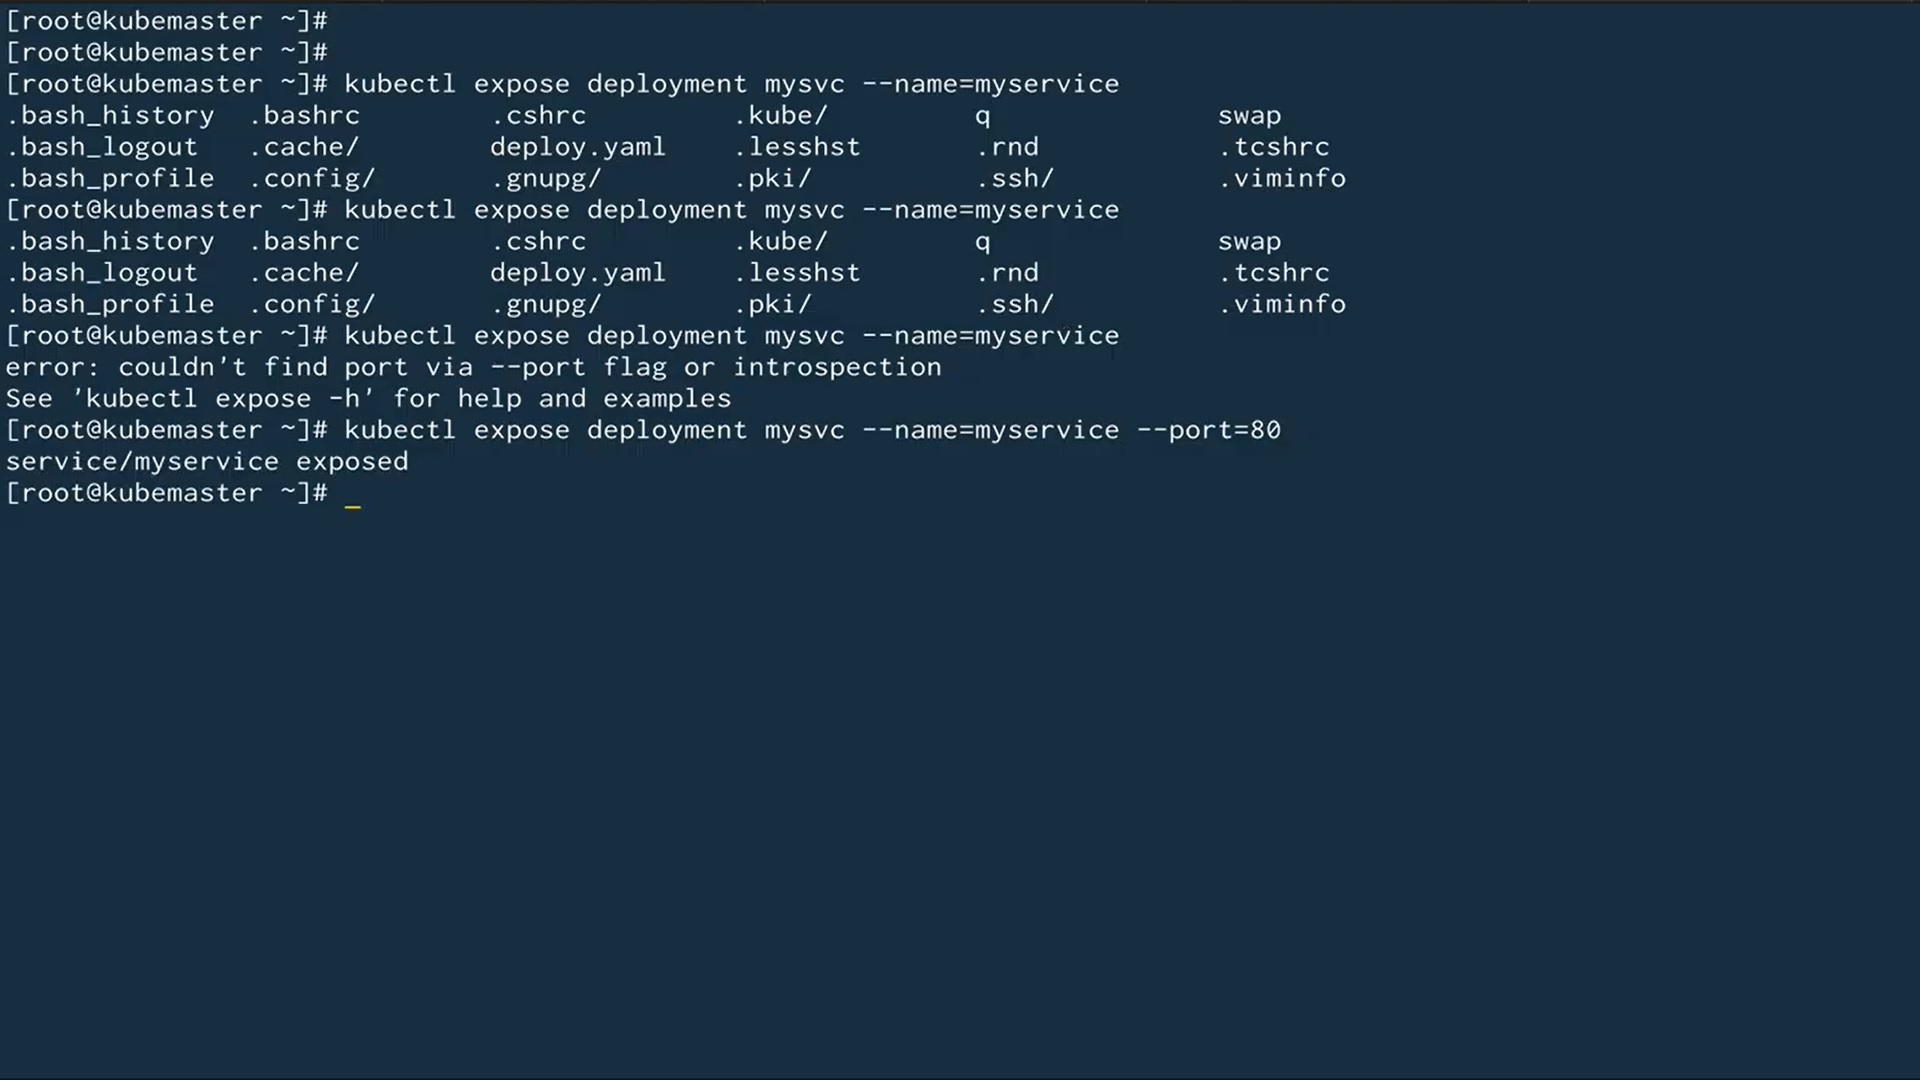 [root@kubemaster ~]#
[root@kubemaster ~]#
[root@kubemaster ~]# kubectl expose deployment mysvc --name=myservice
.bash_history .bashrc .cshrc .kube/ q swap
.bash_logout .cache/ deploy.yaml .lesshst .rnd .tcshrc
.bash_profile .config/ .gnupg/ .pki/ .ssh/ .viminfo
[root@kubemaster ~]# kubectl expose deployment mysvc --name=myservice
.bash_history .bashrc .cshrc .kube/ q swap
.bash_logout .cache/ deploy.yaml .lesshst .rnd .tcshrc
.bash_profile .config/ .gnupg/ .pki/ .ssh/ .viminfo
[root@kubemaster ~]# kubectl expose deployment mysvc --name=myservice
error: couldn't find port via --port flag or introspection
See 'kubectl expose -h' for help and examples
[root@kubemaster ~]# kubectl expose deployment mysvc --name=myservice --port=80
service/myservice exposed
[root@kubemaster ~]# _